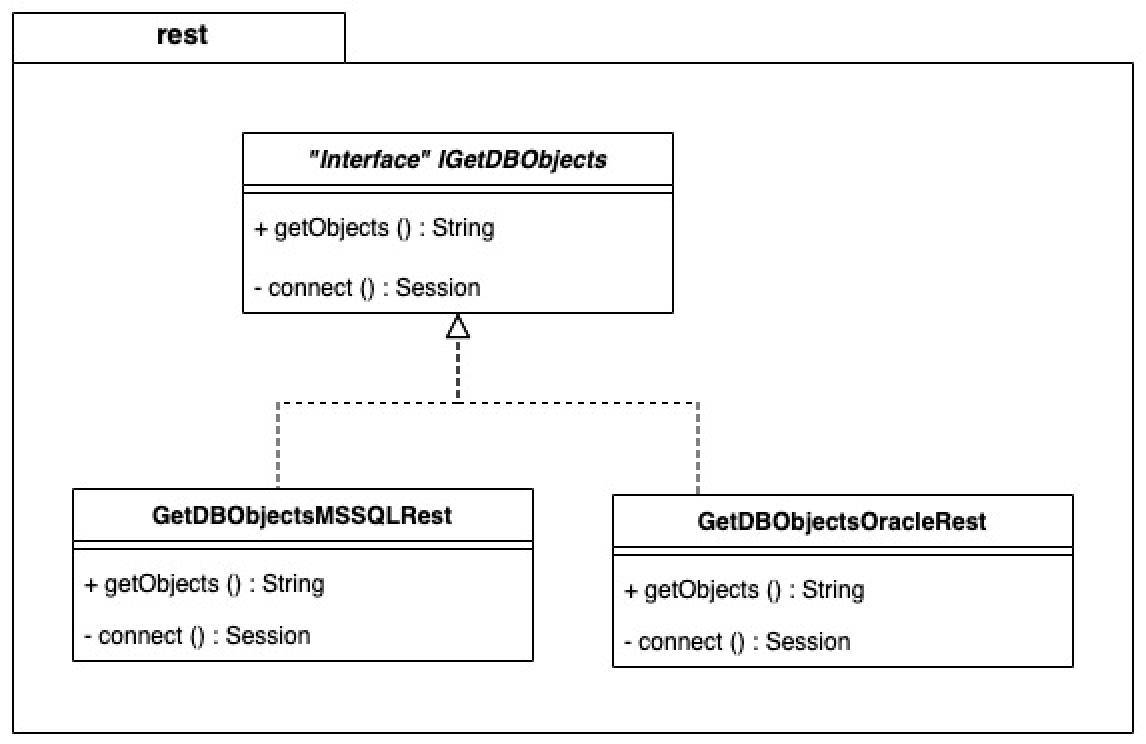 rest
"Interface" IGetDBObjects
+ getObjects () : String
- connect () : Session
GetDBObjectsMSSQLRest
+ getObjects () : String
- connect () : Session
GetDBObjectsOracleRest
+ getObjects () : String
- connect () : Session